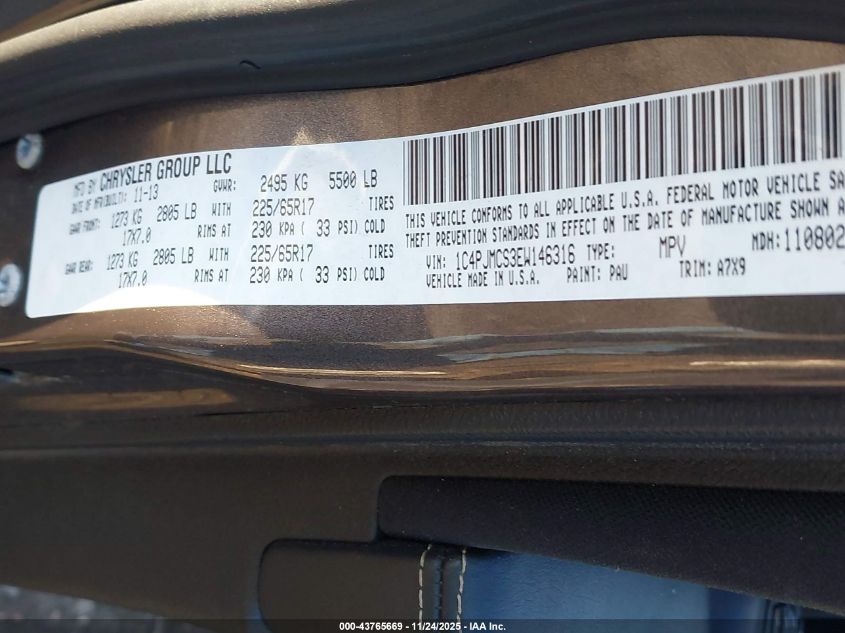 MFD BY CHRYSLER GROUP LLC
DATE OF MFR(BUILT): 11-13 GVWR: 2495 KG 5500 LB
GAWR FRONT: 1273 KG 2805 LB WITH 225/65R17 TIRES
17X7.0 RIMS AT 230 KPA ( 33 PSI) COLD
GAWR REAR: 1273 KG 2805 LB WITH 225/65R17 TIRES
17X7.0 RIMS AT 230 KPA ( 33 PSI) COLD
THIS VEHICLE CONFORMS TO ALL APPLICABLE U.S.A. FEDERAL MOTOR VEHICLE SA
THEFT PREVENTION STANDARDS IN EFFECT ON THE DATE OF MANUFACTURE SHOWN A
VIN: 1C4PJMCS3EW146316 TYPE: MPV MDH: 110802
VEHICLE MADE IN U.S.A. PAINT: PAU TRIM: A7X9
000-43765669 - 11/24/2025 - IAA Inc.